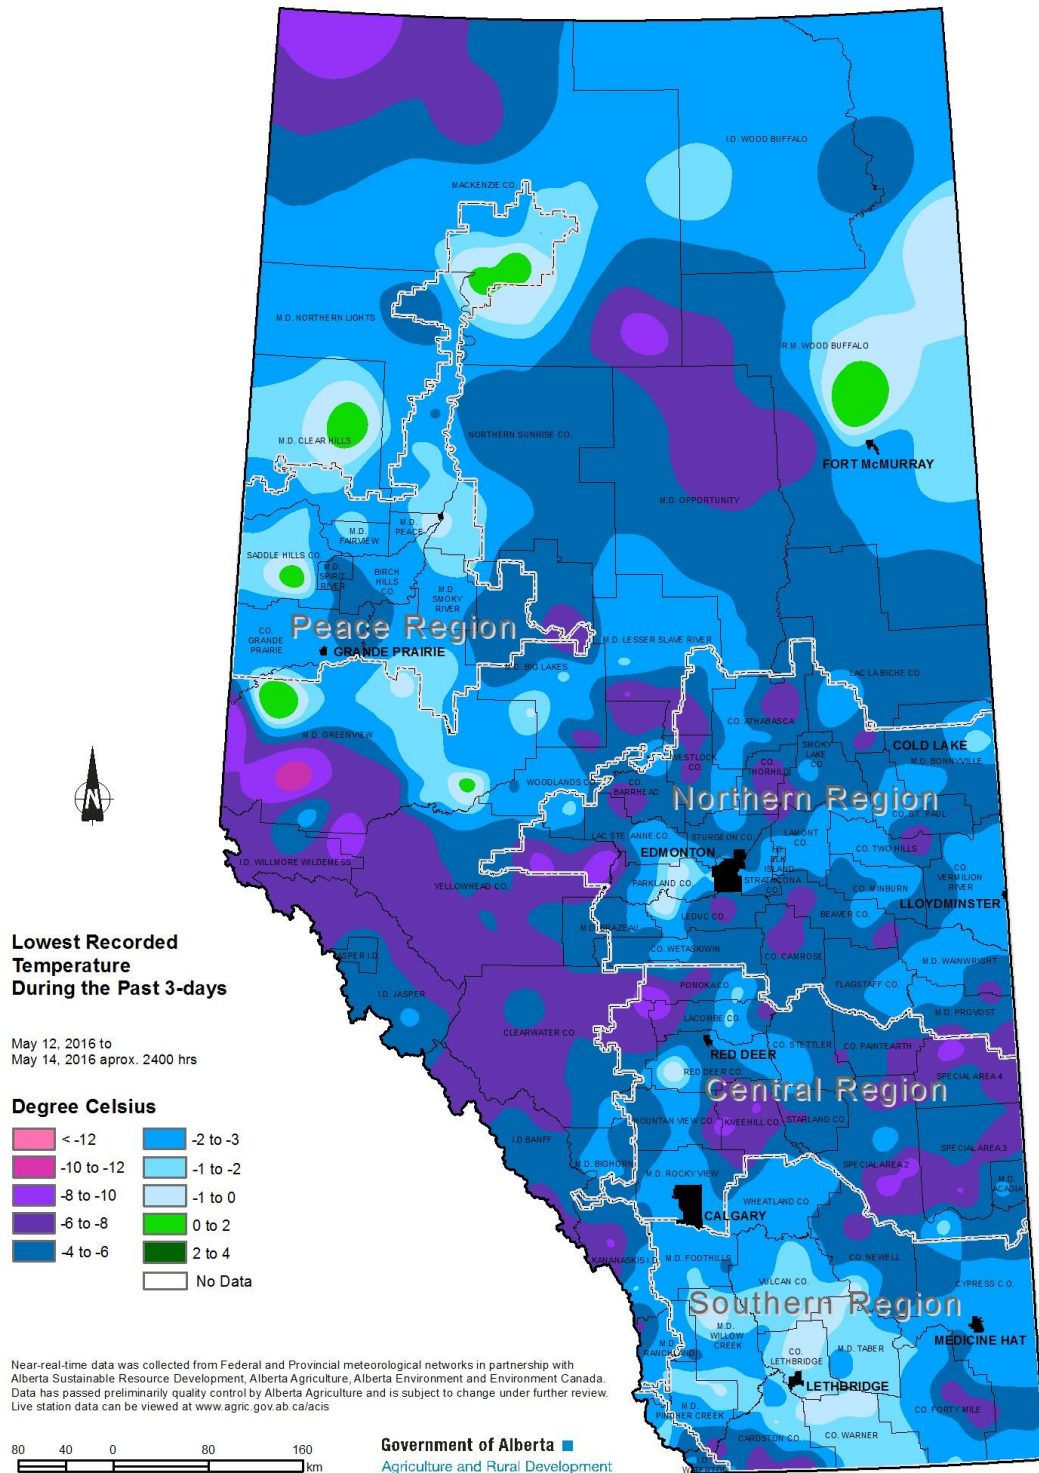 I.D. WOOD BUFFALO
MACKENZIE CO.
M.D. NORTHERN LIGHTS
R.M. WOOD BUFFALO
M.D. CLEAR HILLS
NORTHERN SUNRISE CO.
FORT McMURRAY
M.D. OPPORTUNITY
M.D.
FAIRVIEW
M.D.
PEACE
SADDLE HILLS CO.
M.D.
SPIRIT
RIVER
BIRCH
HILLS
CO.
M.D.
SMOKY
RIVER
Peace Region
CO.
GRANDE
PRAIRIE
GRANDE PRAIRIE
M.D. LESSER SLAVE RIVER
M.D. BIG LAKES
LAC LA BICHE CO.
M.D. GREENVIEW
CO. ATHABASCA
COLD LAKE
SMOKY
LAKE
CO.
M.D. BONNYVILLE
WESTLOCK
CO.
CO.
THORHILD
WOODLANDS CO.
CO.
BARRHEAD
Northern Region
CO. ST. PAUL
LAC STE. ANNE CO.
STURGEON CO.
LAMONT
CO.
CO. TWO HILLS
EDMONTON
I.D.
ELK
ISLAND
I.D. WILLMORE WILDERNESS
YELLOWHEAD CO.
PARKLAND CO.
STRATHCONA
CO.
CO. MINBURN
CO.
VERMILION
RIVER
LLOYDMINSTER
LEDUC CO.
BEAVER CO.
M.D. BRAZEAU
CO. WETASKIWIN
CO. CAMROSE
M.D. WAINWRIGHT
JASPER I.D.
I.D. JASPER
PONOKA CO.
FLAGSTAFF CO.
M.D. PROVOST
LACOMBE CO.
CLEARWATER CO.
RED DEER
CO. STETTLER
CO. PAINTEARTH
RED DEER CO.
SPECIAL AREA 4
Central Region
MOUNTAIN VIEW CO.
KNEEHILL CO.
STARLAND CO.
I.D. BANFF
SPECIAL AREA 3
M.D. BIGHORN
M.D. ROCKY VIEW
SPECIAL AREA 2
M.D.
ACADIA
WHEATLAND CO.
CALGARY
KANANASKIS I.D.
M.D. FOOTHILLS
CO. NEWELL
VULCAN CO.
CYPRESS C.O.
Southern Region
M.D.
WILLOW
CREEK
M.D.
RANCHLAND
CO.
LETHBRIDGE
M.D. TABER
MEDICINE HAT
LETHBRIDGE
M.D.
PINCHER CREEK
CO. FORTY MILE
CARDSTON CO.
CO. WARNER
I.D.
WATERTON
N
Lowest Recorded
Temperature
During the Past 3-days
May 12, 2016 to
May 14, 2016 aprox. 2400 hrs
Degree Celsius
< -12
-10 to -12
-8 to -10
-6 to -8
-4 to -6
-2 to -3
-1 to -2
-1 to 0
0 to 2
2 to 4
No Data
Near-real-time data was collected from Federal and Provincial meteorological networks in partnership with
Alberta Sustainable Resource Development, Alberta Agriculture, Alberta Environment and Environment Canada.
Data has passed preliminarily quality control by Alberta Agriculture and is subject to change under further review.
Live station data can be viewed at www.agric.gov.ab.ca/acis
80 40 0 80 160
km
Government of Alberta
Agriculture and Rural Development